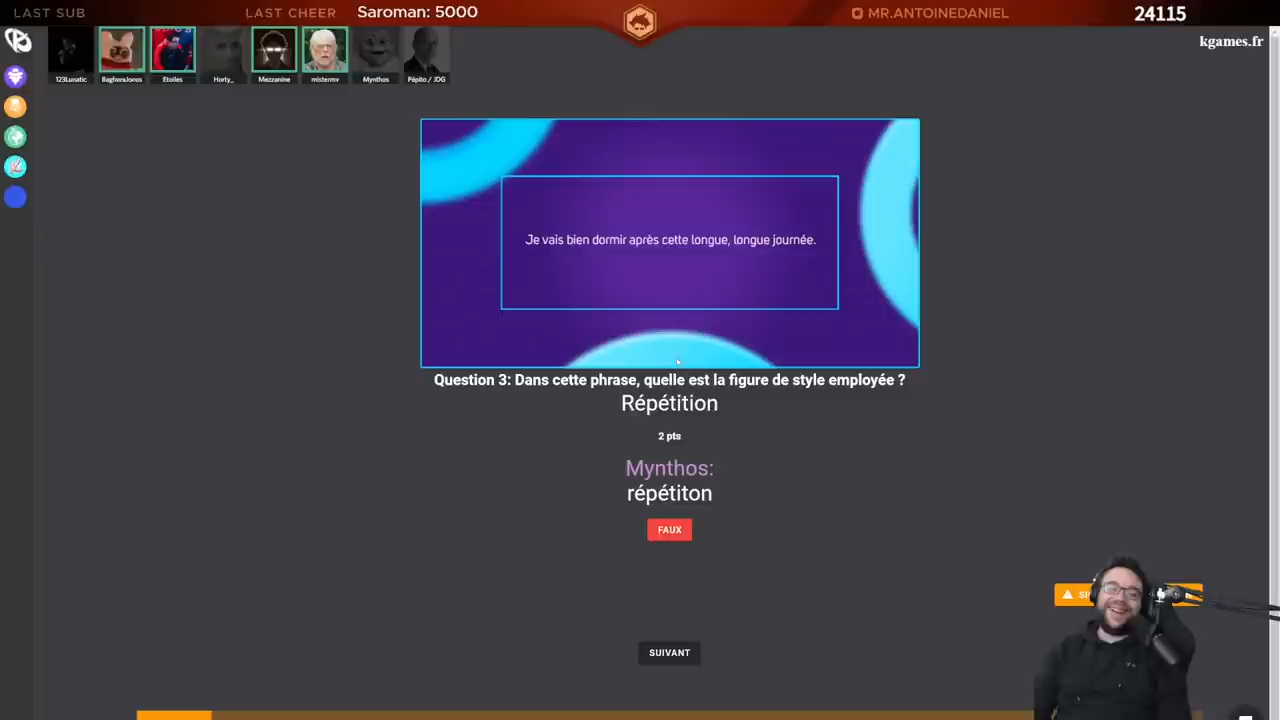 LAST SUB
LAST CHEER
Saroman: 5000
MR.ANTOINEDANIEL
24115
kgames.fr
123Lunatic
BagheraJones
Etoiles
Horty_
Mezzanine
mistermv
Mynthos
Pépito / JDG
Je vais bien dormir après cette longue, longue journée.
Question 3: Dans cette phrase, quelle est la figure de style employée ?
Répétition
2 pts
Mynthos:
répétiton
FAUX
SUIVANT